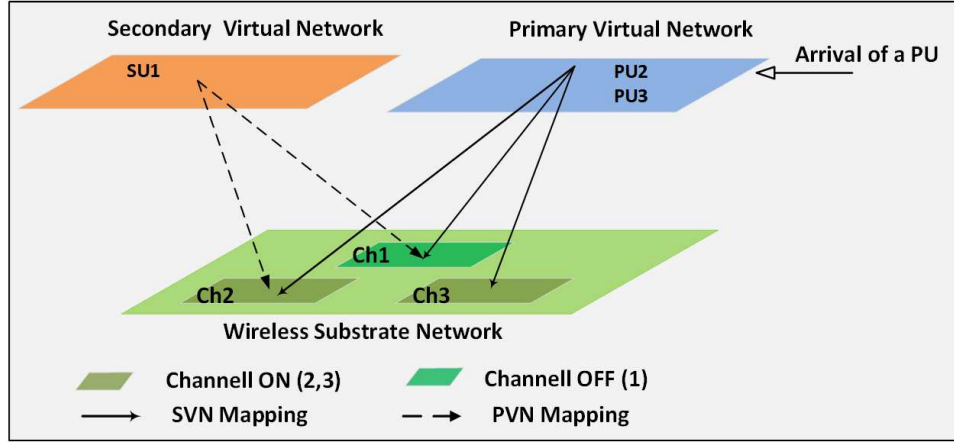 Secondary Virtual Network
Primary Virtual Network
Arrival of a PU
SU1
PU2
PU3
Ch1
Ch2
Ch3
Wireless Substrate Network
Channell ON (2,3)
Channell OFF (1)
SVN Mapping
PVN Mapping